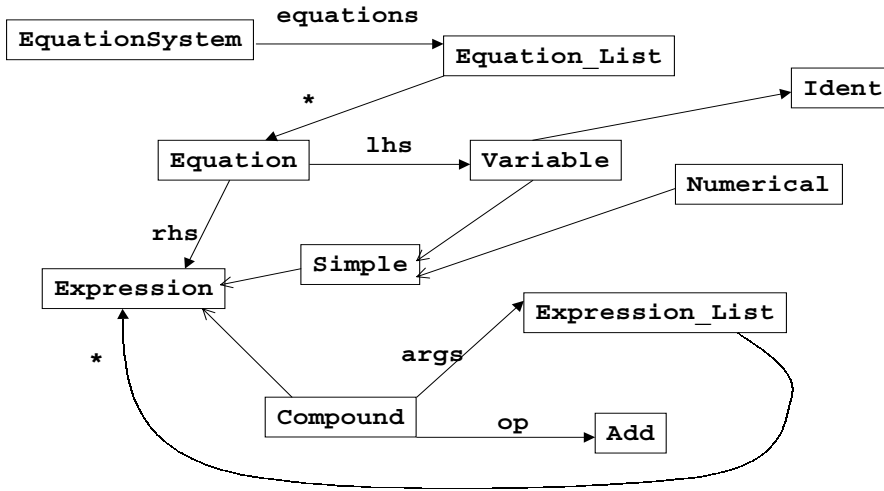 equations
EquationSystem
Equation_List
Ident
*
Equation
lhs
Variable
Numerical
rhs
Simple
Expression
Expression_List
*
args
Compound
op
Add